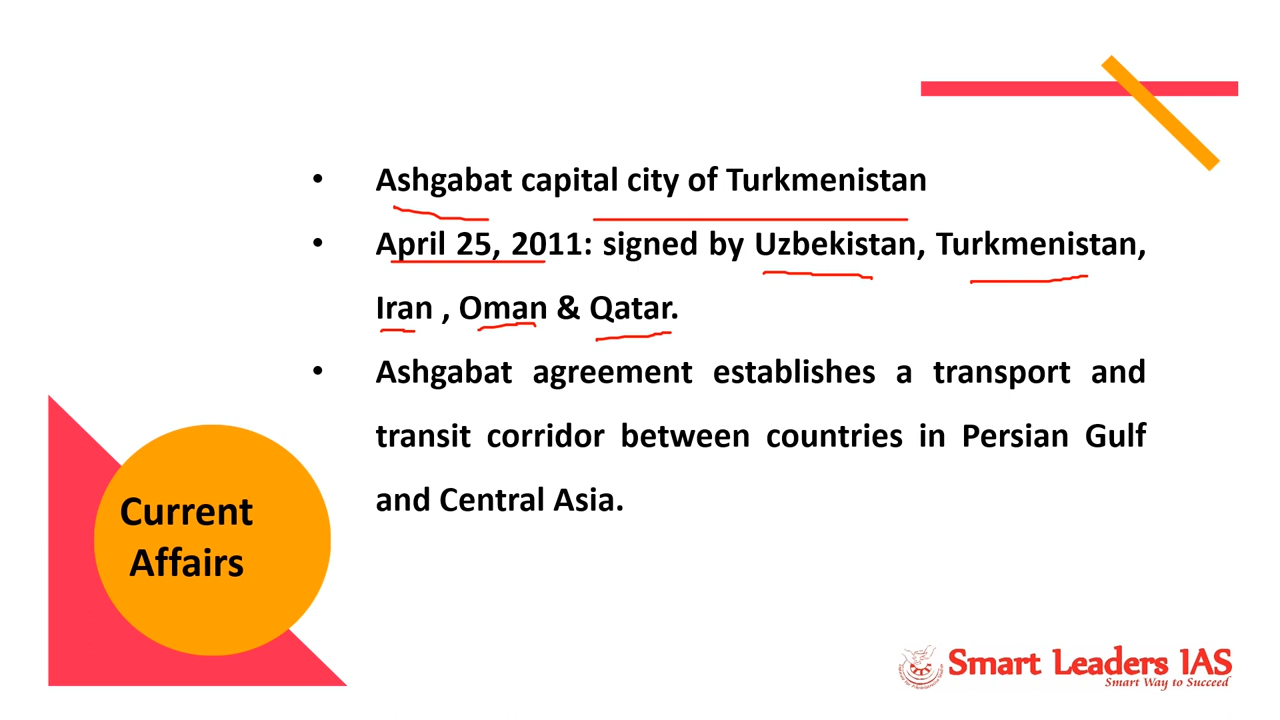 • Ashgabat capital city of Turkmenistan
• April 25, 2011: signed by Uzbekistan, Turkmenistan,
Iran , Oman & Qatar.
• Ashgabat agreement establishes a transport and
transit corridor between countries in Persian Gulf
and Central Asia.
Current
Affairs
Smart Leaders IAS
Smart Way to Succeed